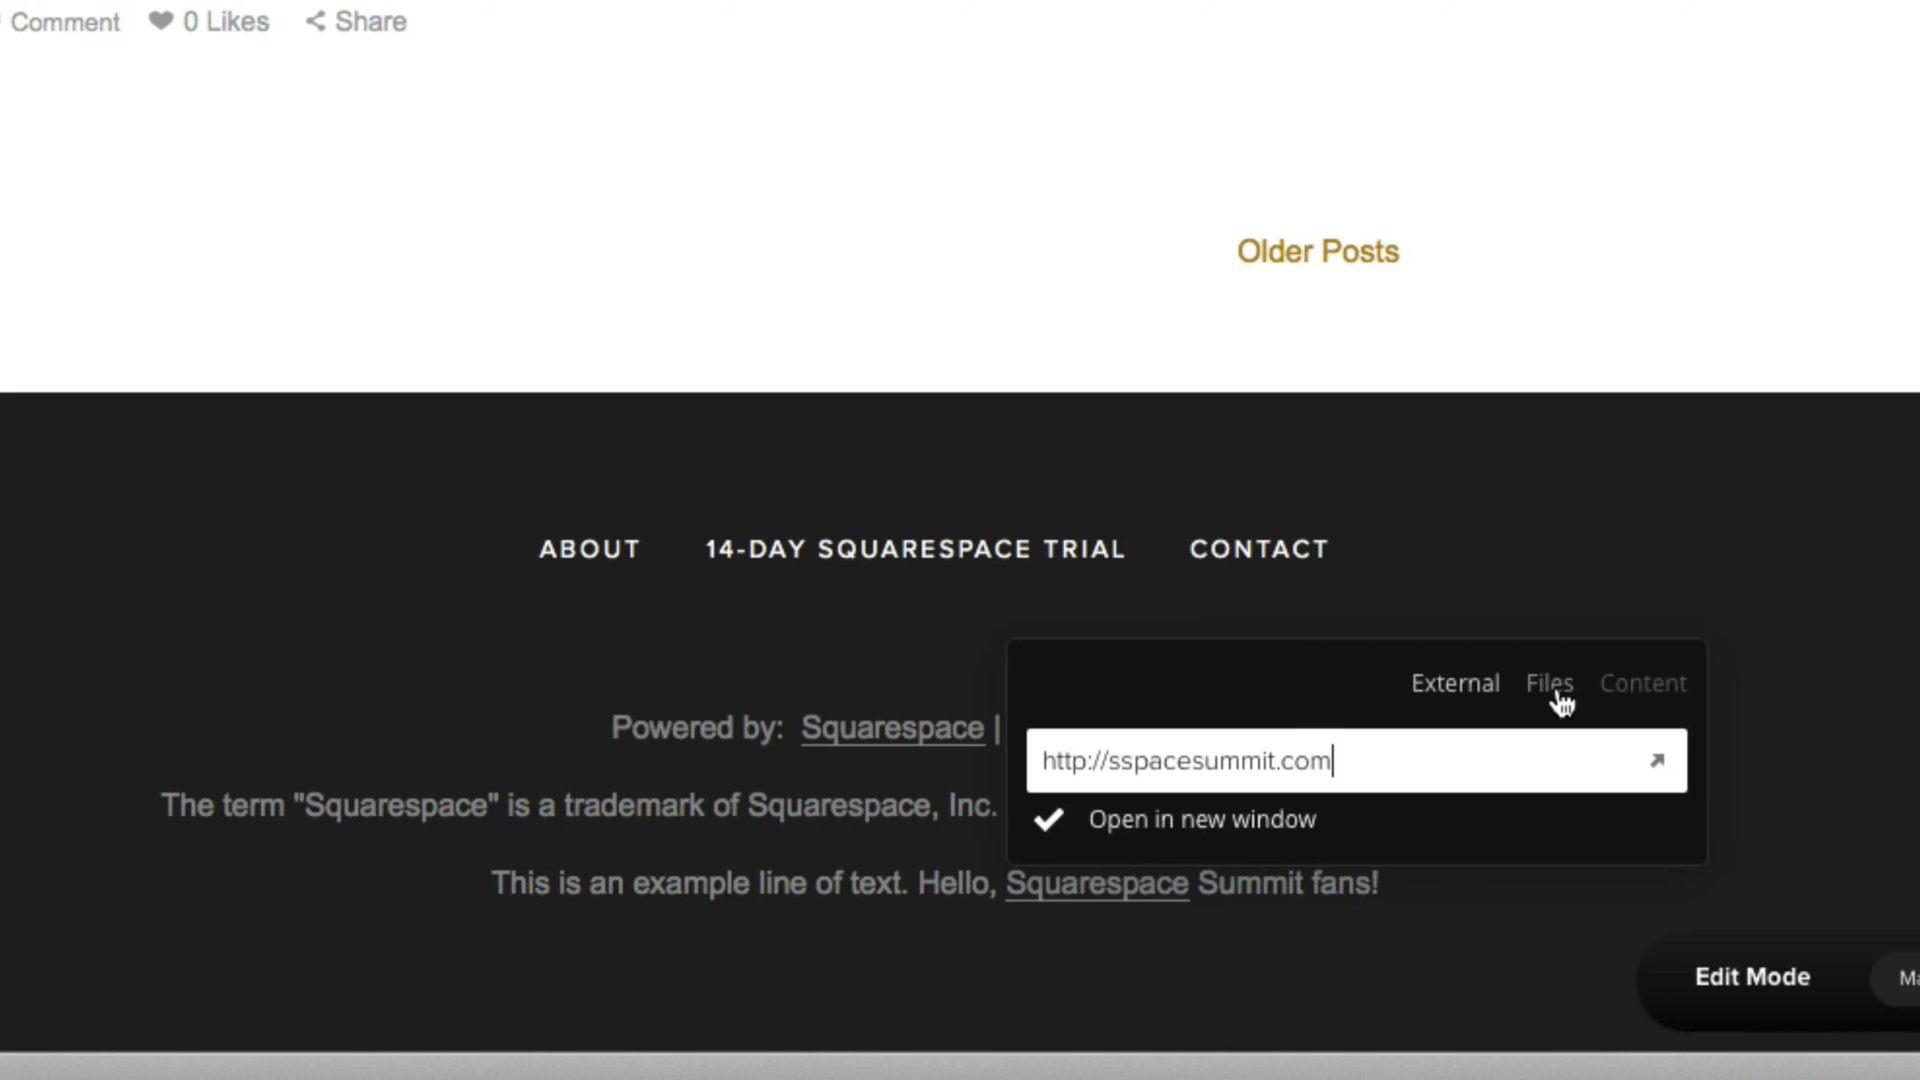 Comment 0 Likes Share
Older Posts
ABOUT 14-DAY SQUARESPACE TRIAL CONTACT
External Files Content
Powered by: Squarespace |
http://sspacesummit.com
The term "Squarespace" is a trademark of Squarespace, Inc.
Open in new window
This is an example line of text. Hello, Squarespace Summit fans!
Edit Mode